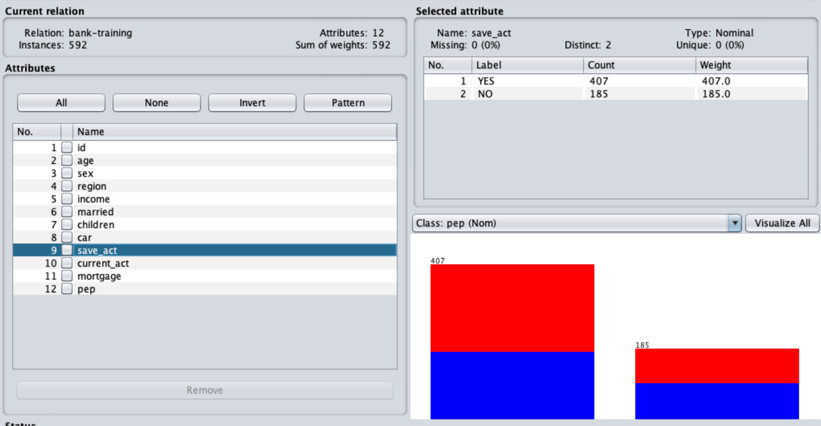 Current relation
Relation: bank-training
Attributes: 12
Instances: 592
Sum of weights: 592
Attributes
All
None
Invert
Pattern
No. Name
1 id
2 age
3 sex
4 region
5 income
6 married
7 children
8 car
9 save_act
10 current_act
11 mortgage
12 pep
Remove
Status
Selected attribute
Name: save_act
Type: Nominal
Missing: 0 (0%)
Distinct: 2
Unique: 0 (0%)
No. Label Count Weight
1 YES 407 407.0
2 NO 185 185.0
Class: pep (Nom)
Visualize All
407
185